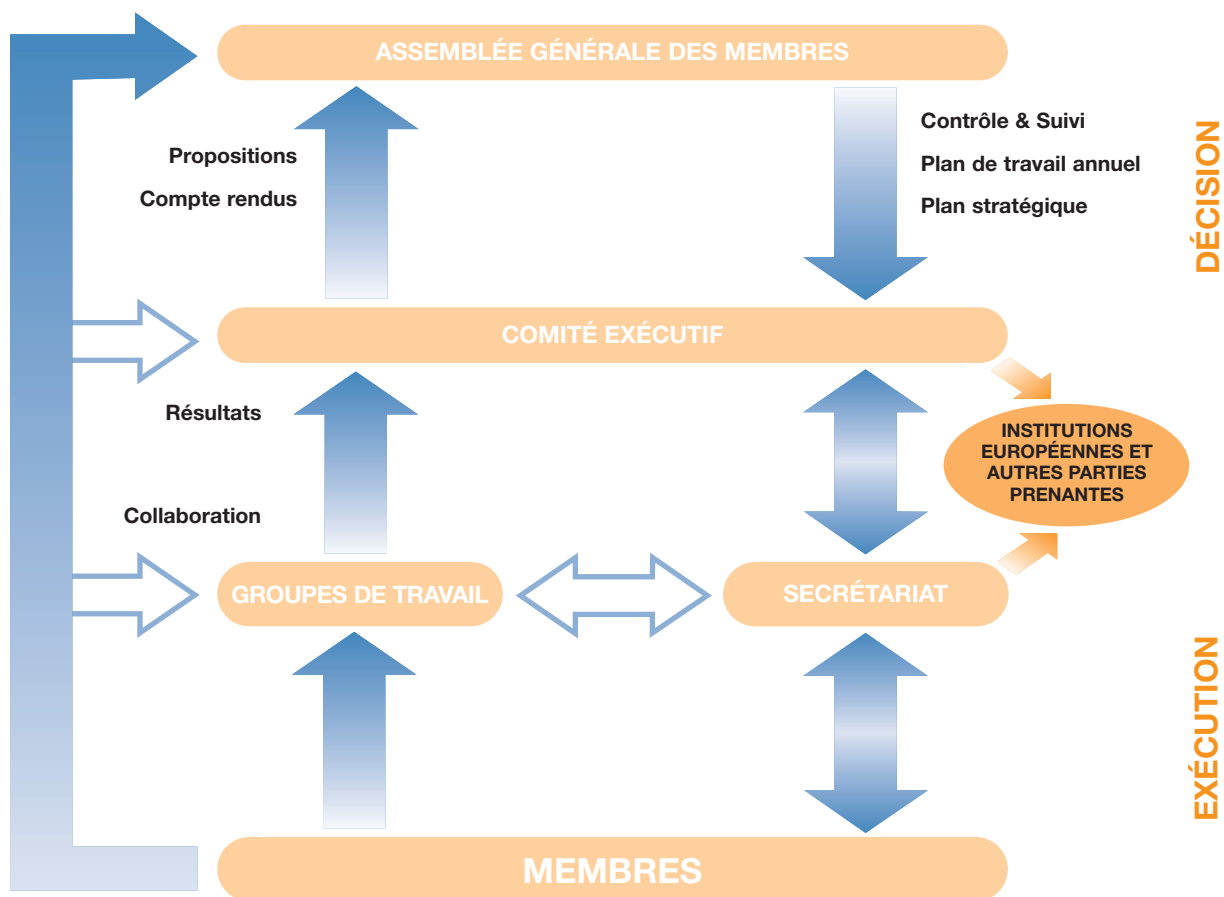 ASSEMBLÉE GÉNÉRALE DES MEMBRES
Propositions
Compte rendus
Contrôle & Suivi
Plan de travail annuel
Plan stratégique
DÉCISION
COMITÉ EXÉCUTIF
Résultats
Collaboration
INSTITUTIONS
EUROPÉENNES ET
AUTRES PARTIES
PRENANTES
GROUPES DE TRAVAIL
SECRÉTARIAT
EXÉCUTION
MEMBRES